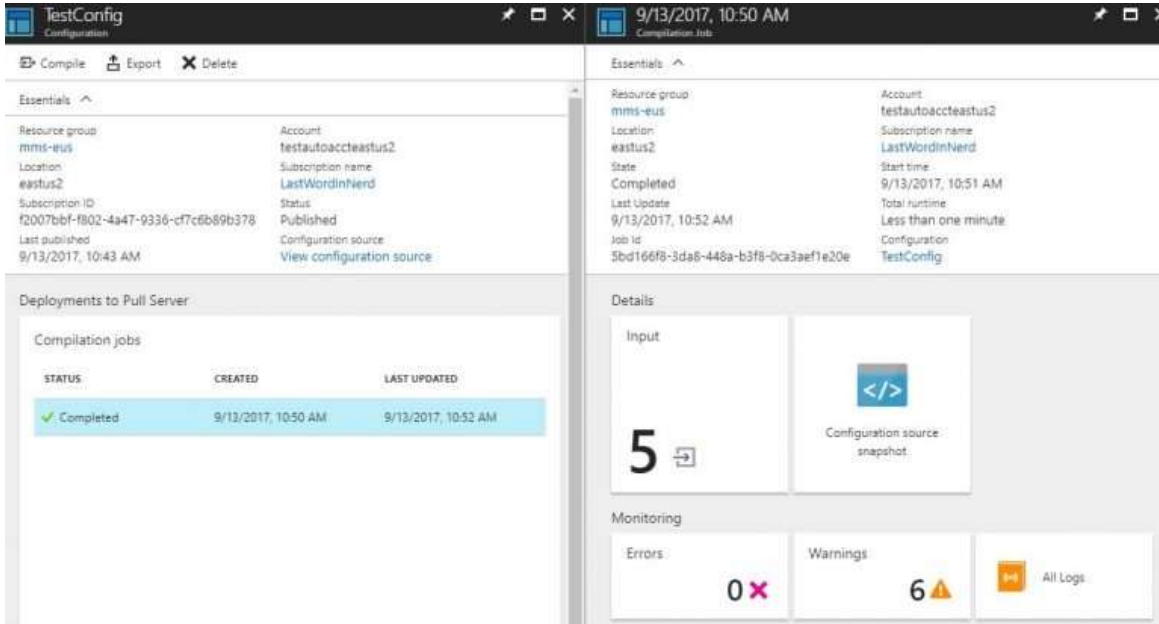 TestConfig
Configuration
Compile Export Delete
Essentials
Resource group Account
mms-eus testautoaccteastus2
Location Subscription name
eastus2 LastWordInNerd
Subscription ID Status
f2007bbf-f802-4a47-9336-cf7c6b89b378 Published
Last published Configuration source
9/13/2017, 10:43 AM View configuration source
Deployments to Pull Server
Compilation jobs
STATUS CREATED LAST UPDATED
Completed 9/13/2017, 10:50 AM 9/13/2017, 10:52 AM
9/13/2017, 10:50 AM
Compilation Job
Essentials
Resource group Account
mms-eus testautoaccteastus2
Location Subscription name
eastus2 LastWordInNerd
State Start time
Completed 9/13/2017, 10:51 AM
Last Update Total runtime
9/13/2017, 10:52 AM Less than one minute
Job Id Configuration
5bd166f8-3da8-448a-b3f8-0ca3aef1e20e TestConfig
Details
Input
5
</>
Configuration source
snapshot
Monitoring
Errors Warnings
0 6 All Logs